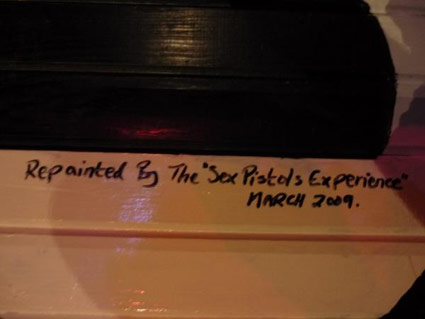 Repainted By The "Sex Pistols Experience"
MARCH 2009.